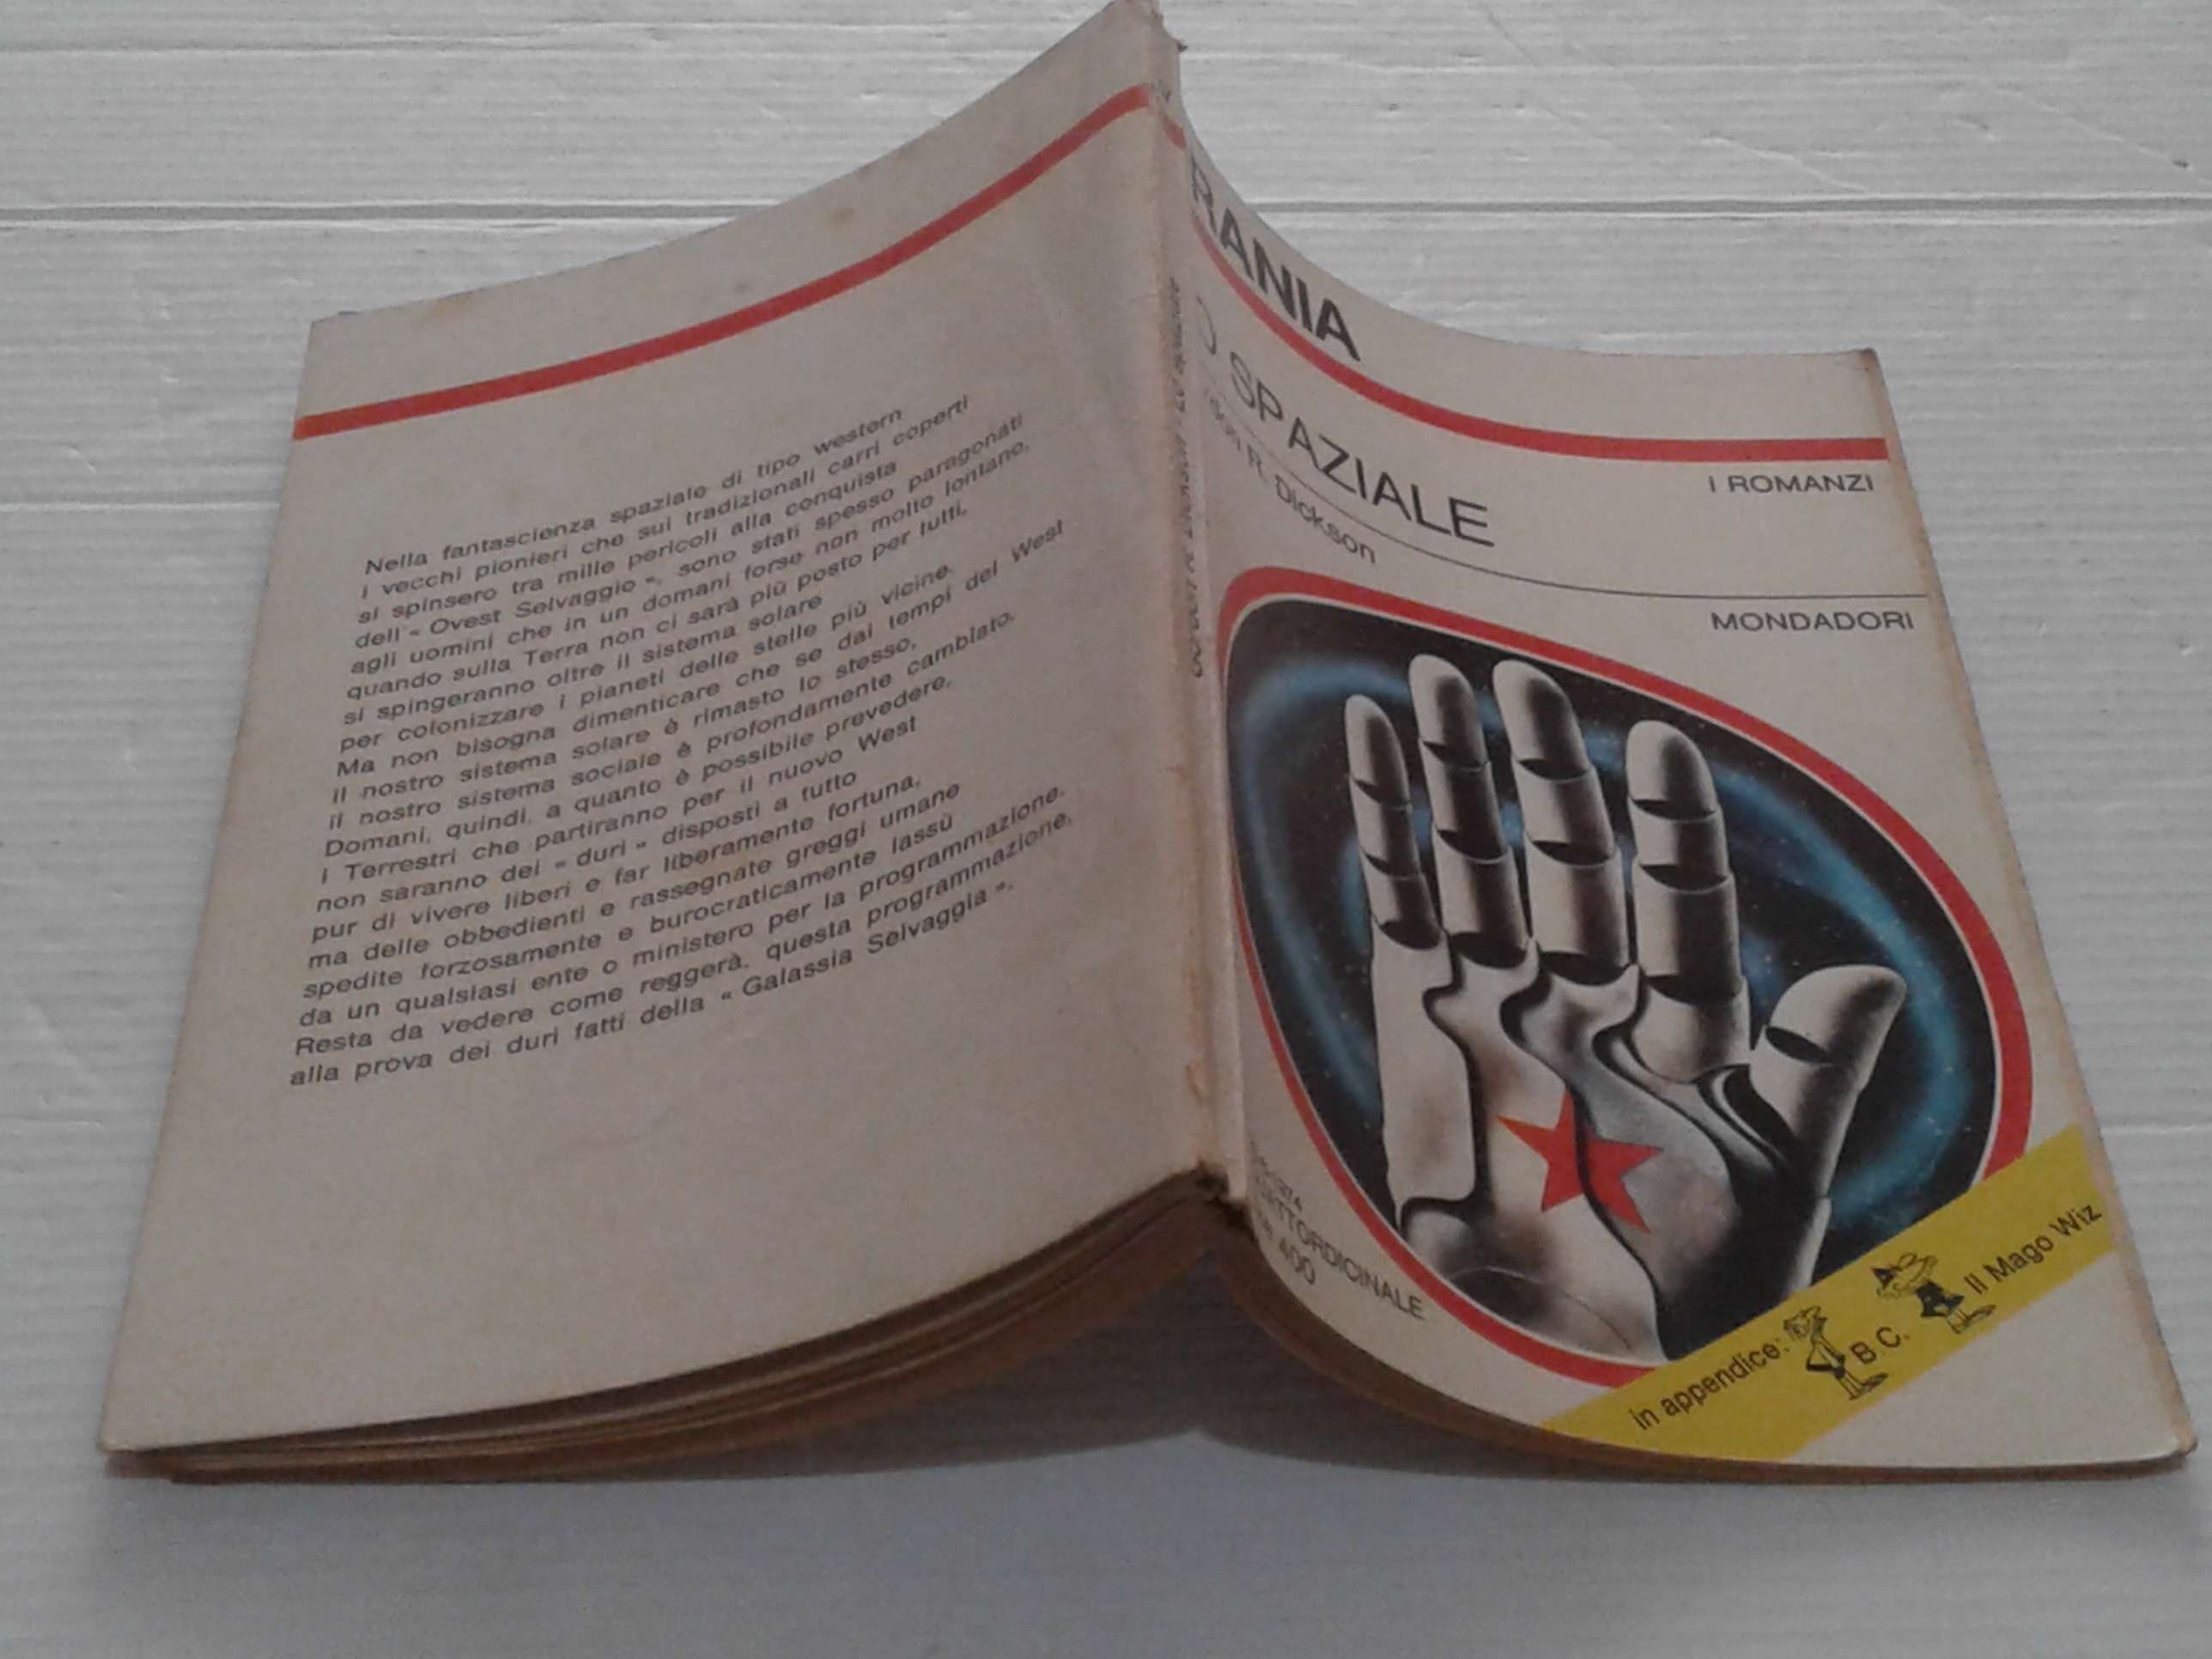 Nella fantascienza spaziale di tipo western
i vecchi pionieri che sui tradizionali carri coperti
si spinsero tra mille pericoli alla conquista
dell'« Ovest Selvaggio », sono stati spesso paragonati
agli uomini che in un domani forse non molto lontano,
quando sulla Terra non ci sarà più posto per tutti,
si spingeranno oltre il sistema solare
per colonizzare i pianeti delle stelle più vicine.
Ma non bisogna dimenticare che se dai tempi del West
il nostro sistema solare è rimasto lo stesso,
il nostro sistema sociale è profondamente cambiato.
Domani, quindi, a quanto è possibile prevedere,
i Terrestri che partiranno per il nuovo West
non saranno dei « duri » disposti a tutto
pur di vivere liberi e far liberamente fortuna,
ma delle obbedienti e rassegnate greggi umane
spedite forzosamente e burocraticamente lassù
da un qualsiasi ente o ministero per la programmazione.
Resta da vedere come reggerà, questa programmazione,
alla prova dei duri fatti della « Galassia Selvaggia ».
RANIA
I ROMANZI
O SPAZIALE
R. Dickson
MONDADORI
400
in appendice: B.C. Il Mago Wiz